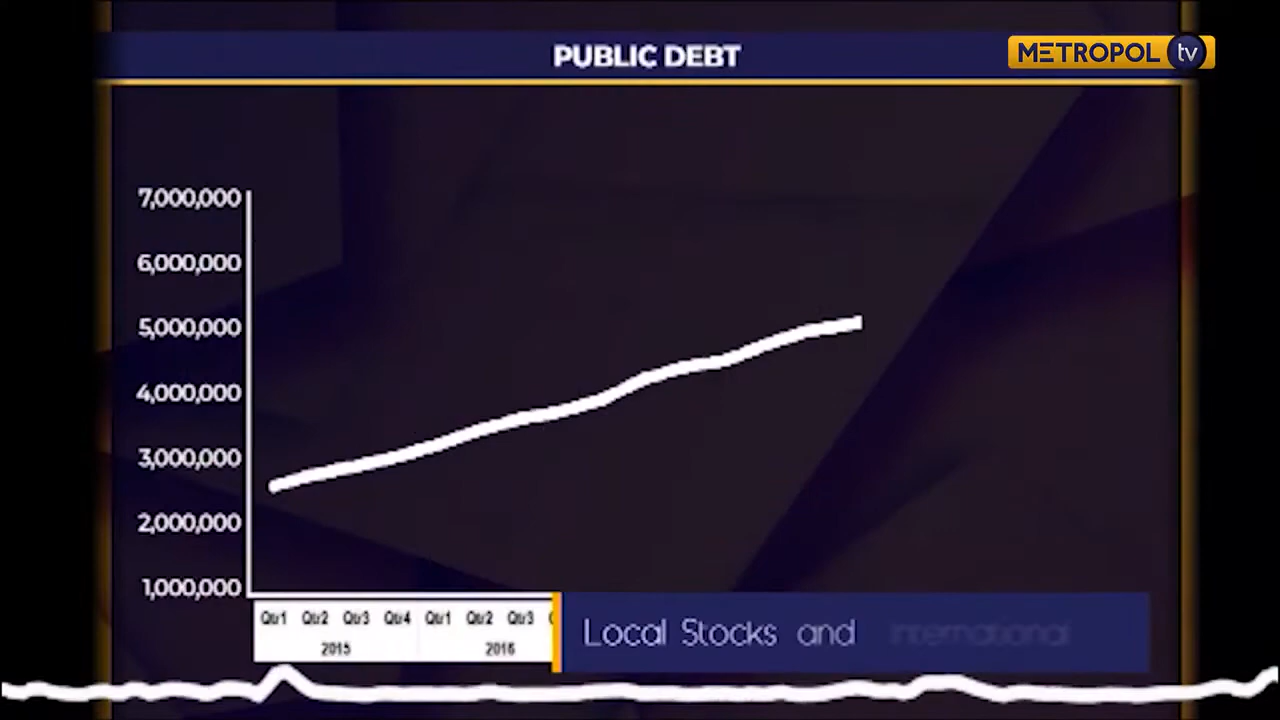 PUBLIC DEBT
METROPOL tv
7,000,000
6,000,000
5,000,000
4,000,000
3,000,000
2,000,000
1,000,000
Qtr1 Qtr2 Qtr3 Qtr4 Qtr1 Qtr2 Qtr3
2015 2016
Local Stocks and international